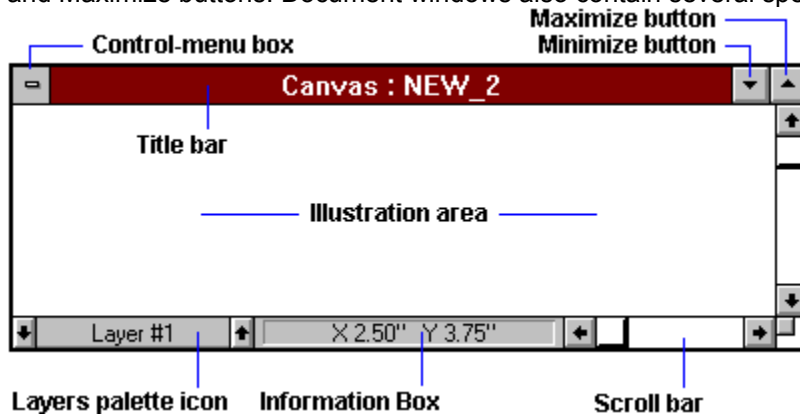 and Maximize buttons. Document windows also contain several spe
Maximize button
Control-menu box Minimize button
Canvas : NEW_2
Title bar
Illustration area
Layer #1 X 2.50" Y 3.75"
Layers palette icon Information Box Scroll bar